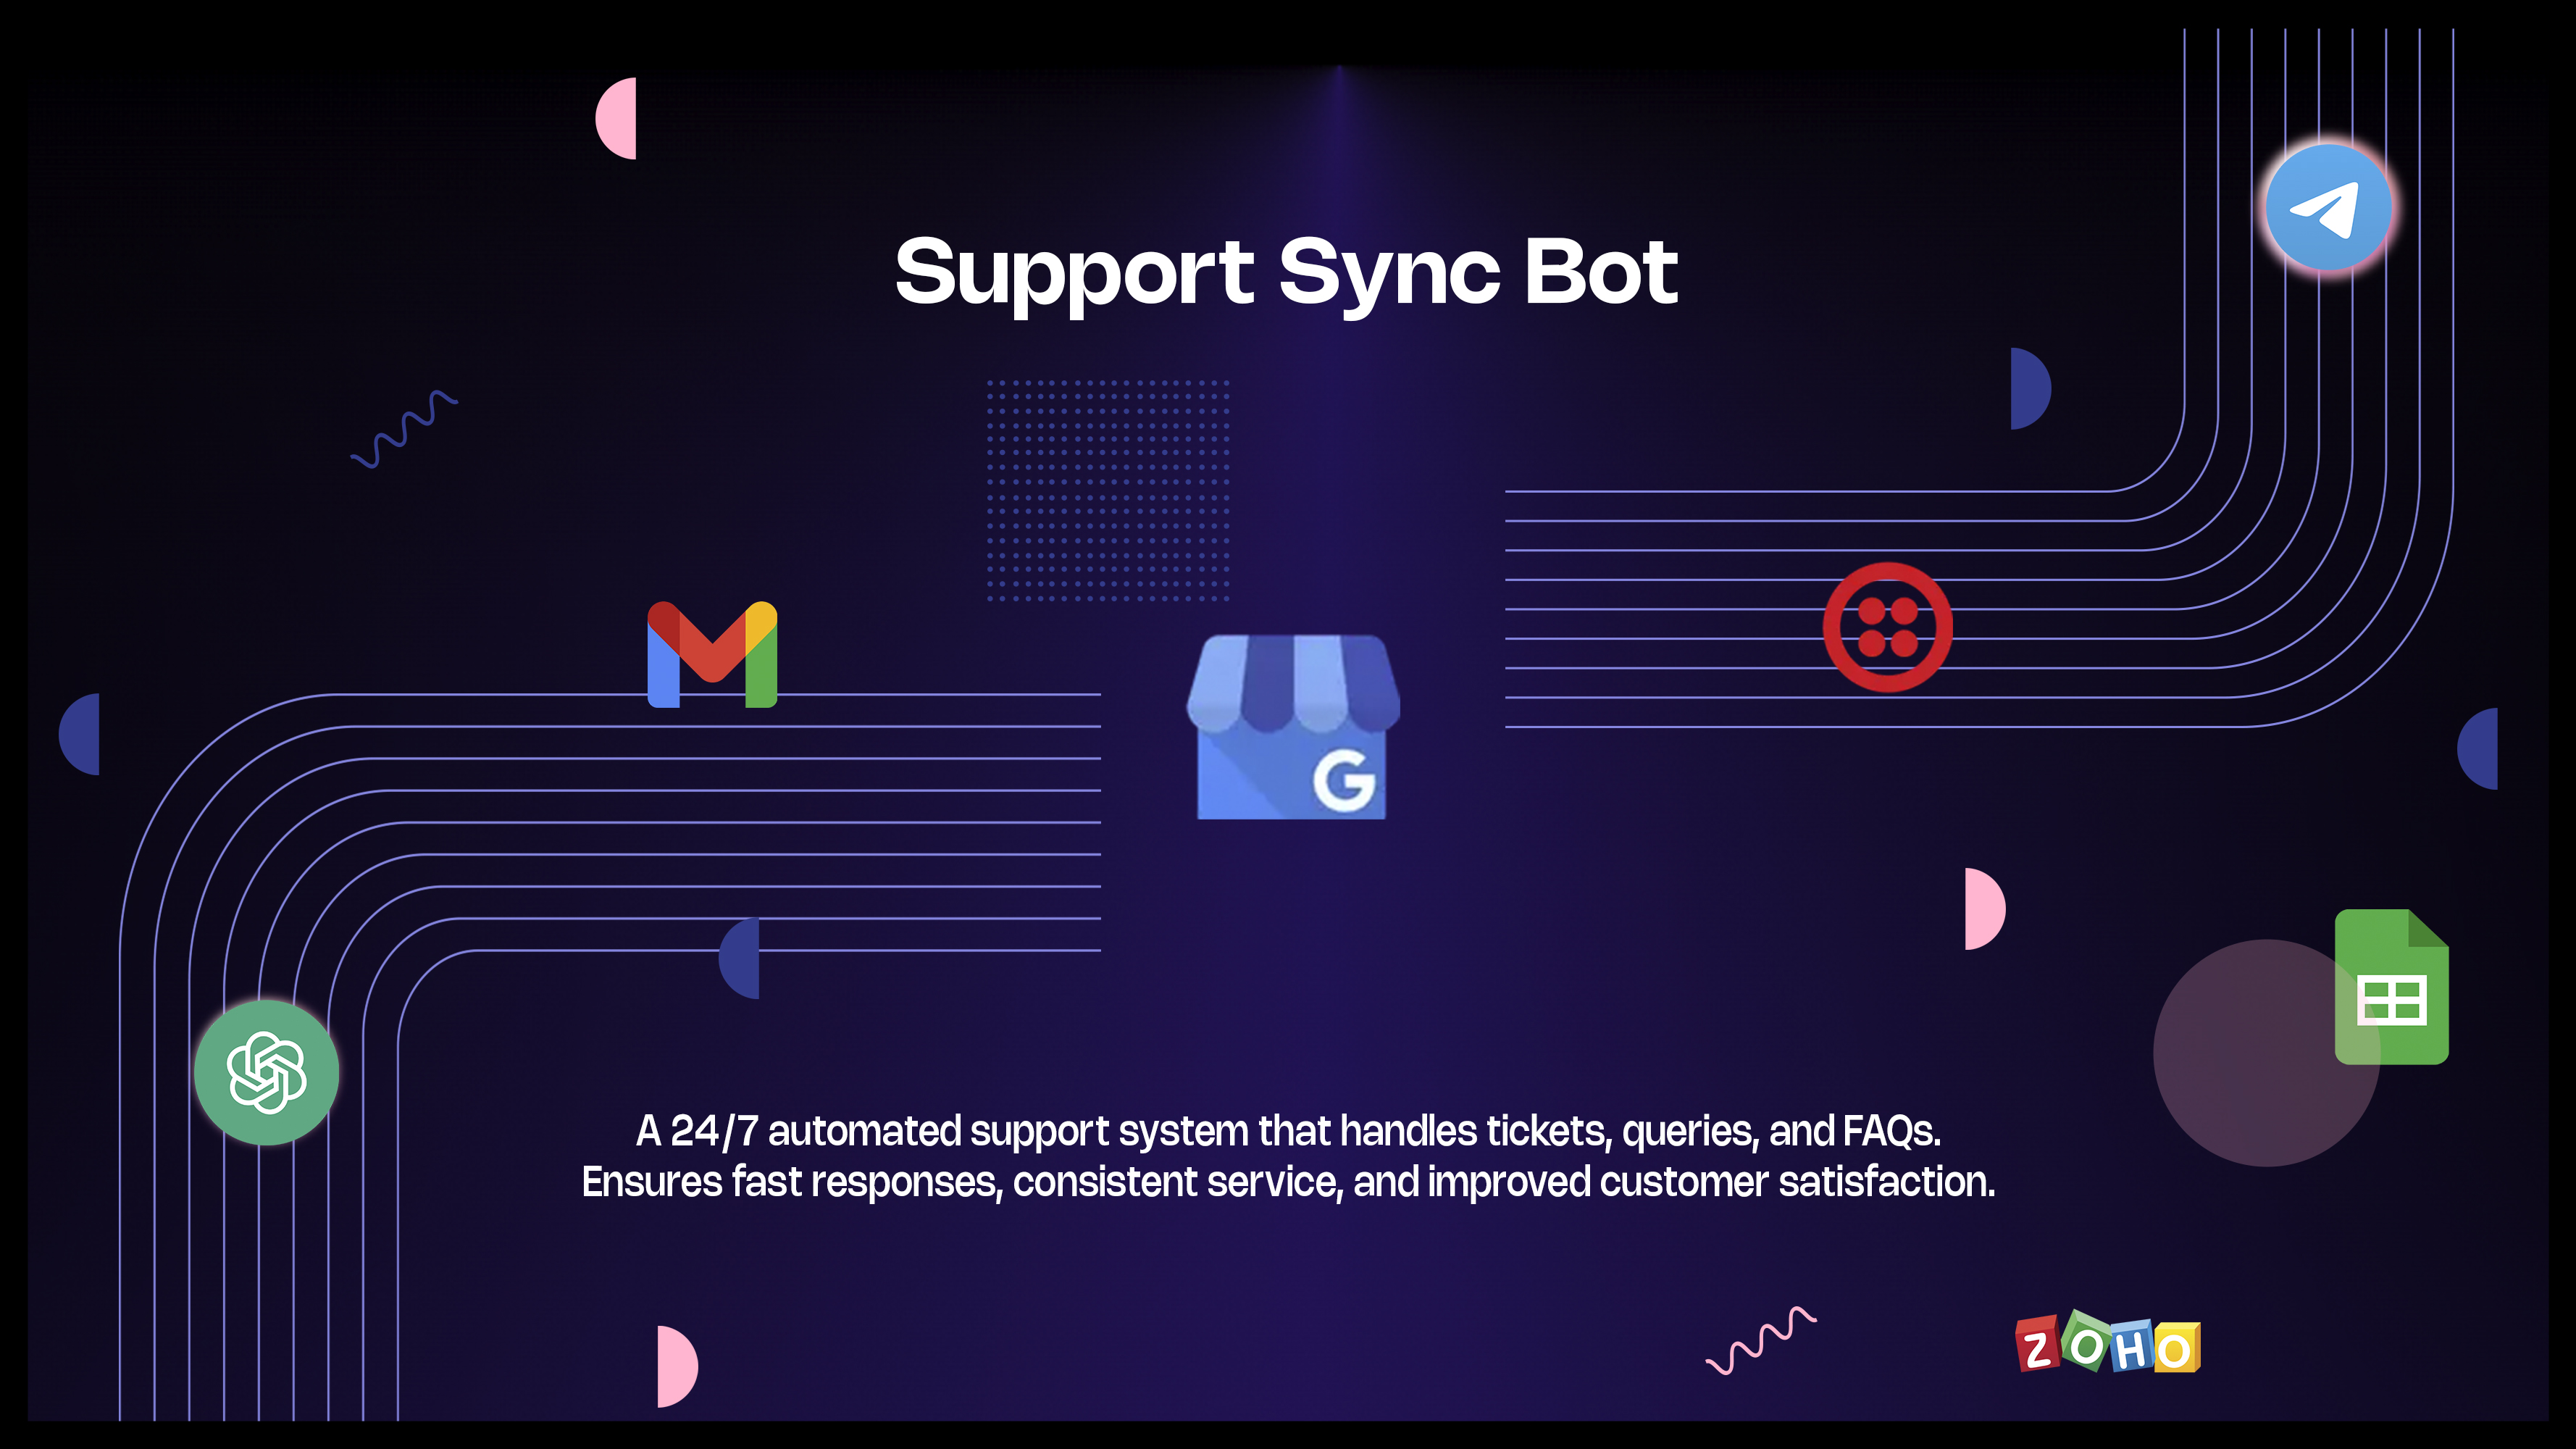 Support Sync Bot
G
A 24/7 automated support system that handles tickets, queries, and FAQs.
Ensures fast responses, consistent service, and improved customer satisfaction.
ZOHO